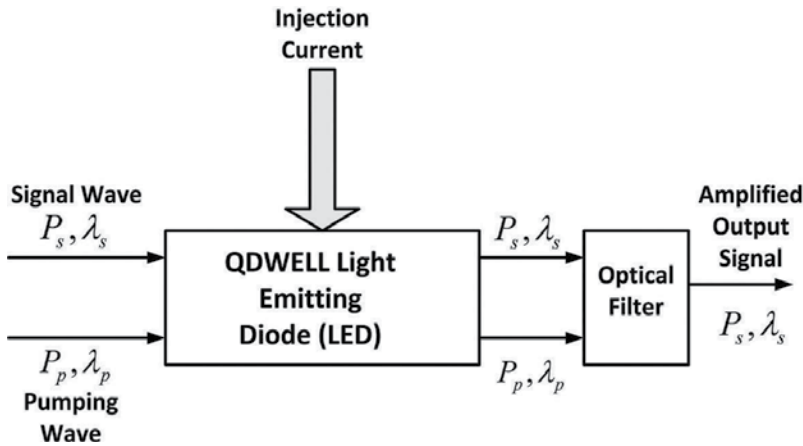 Injection
Current
Signal Wave
P_s, λ_s
P_p, λ_p
Pumping
Wave
QDWELL Light
Emitting
Diode (LED)
P_s, λ_s
P_p, λ_p
Optical
Filter
Amplified
Output
Signal
P_s, λ_s